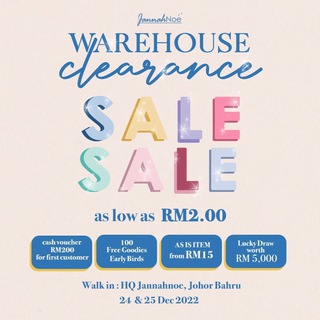 JannahNoe
WAREHOUSE
clearance
SALE
SALE
as low as RM2.00
cash voucher
RM200
for first customer
100
Free Goodies
Early Birds
AS IS ITEM
from RM15
Lucky Draw
worth
RM 5,000
Walk in : HQ Jannahnoe, Johor Bahru
24 & 25 Dec 2022